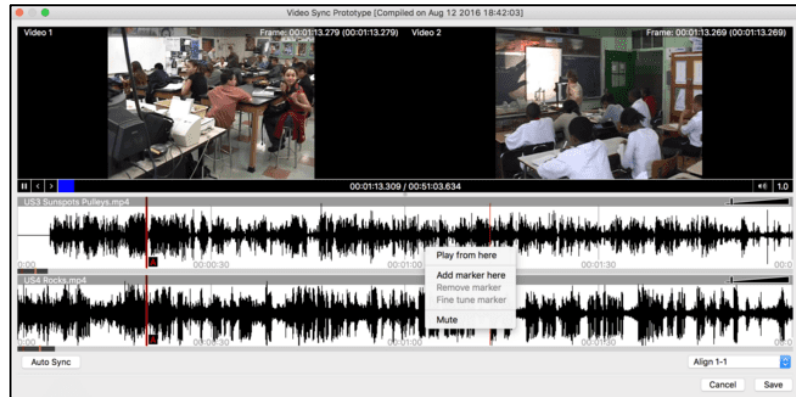 Video Sync Prototype [Compiled on Aug 12 2016 18:42:03]
Video 1
Frame: 00:01:13.279 (00:01:13.279)
Video 2
Frame: 00:01:13.269 (00:01:13.269)
00:01:13.309 / 00:51:03.634
1.0
US3 Sunspots Pulleys.mp4
0:00
00:00:30
00:01:00
00:01:30
00:0
Play from here
Add marker here
Remove marker
Fine tune marker
Mute
US4 Rocks.mp4
0:00
00:00:30
00:01:00
00:01:30
00:0
Auto Sync
Align 1-1
Cancel
Save